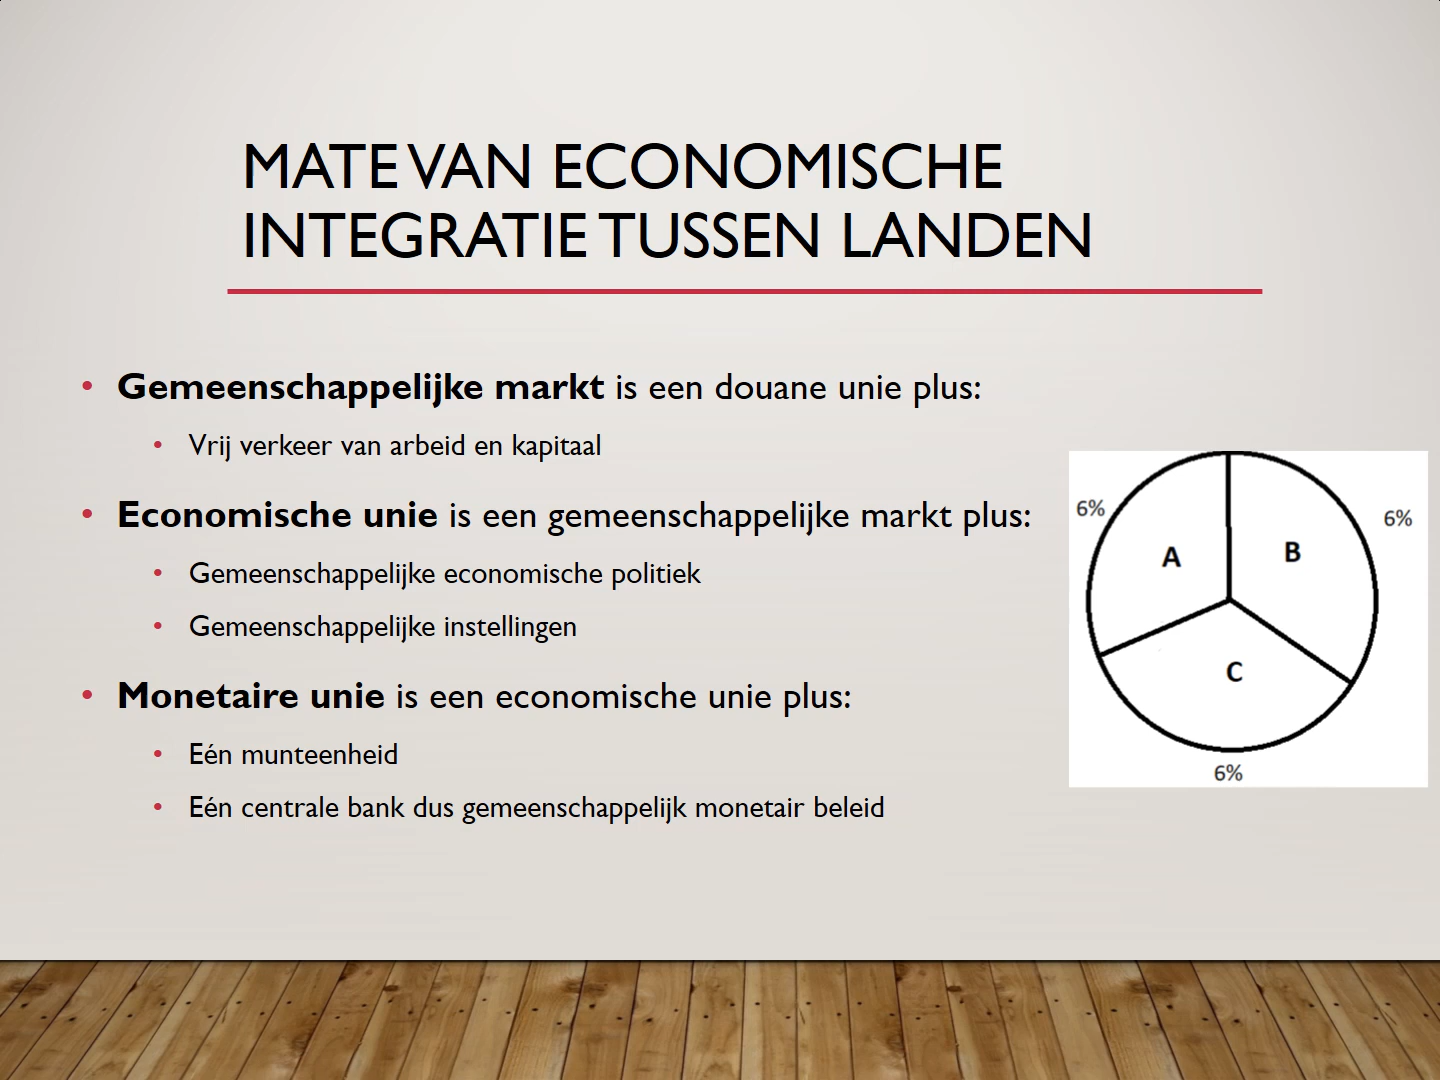 MATE VAN ECONOMISCHE
INTEGRATIE TUSSEN LANDEN
• Gemeenschappelijke markt is een douane unie plus:
• Vrij verkeer van arbeid en kapitaal
• Economische unie is een gemeenschappelijke markt plus:
• Gemeenschappelijke economische politiek
• Gemeenschappelijke instellingen
• Monetaire unie is een economische unie plus:
• Eén munteenheid
• Eén centrale bank dus gemeenschappelijk monetair beleid
6%
6%
A
B
C
6%